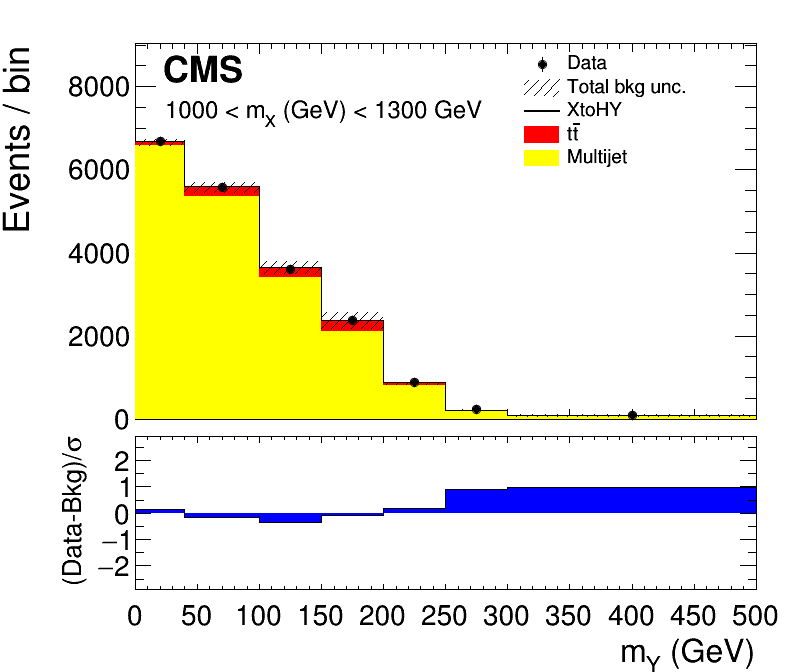 CMS
1000 < mX (GeV) < 1300 GeV
Data
Total bkg unc.
XtoHY
tt̄
Multijet
Events / bin
8000
6000
4000
2000
0
(Data-Bkg)/σ
2
1
0
−1
−2
0 50 100 150 200 250 300 350 400 450 500
mY (GeV)